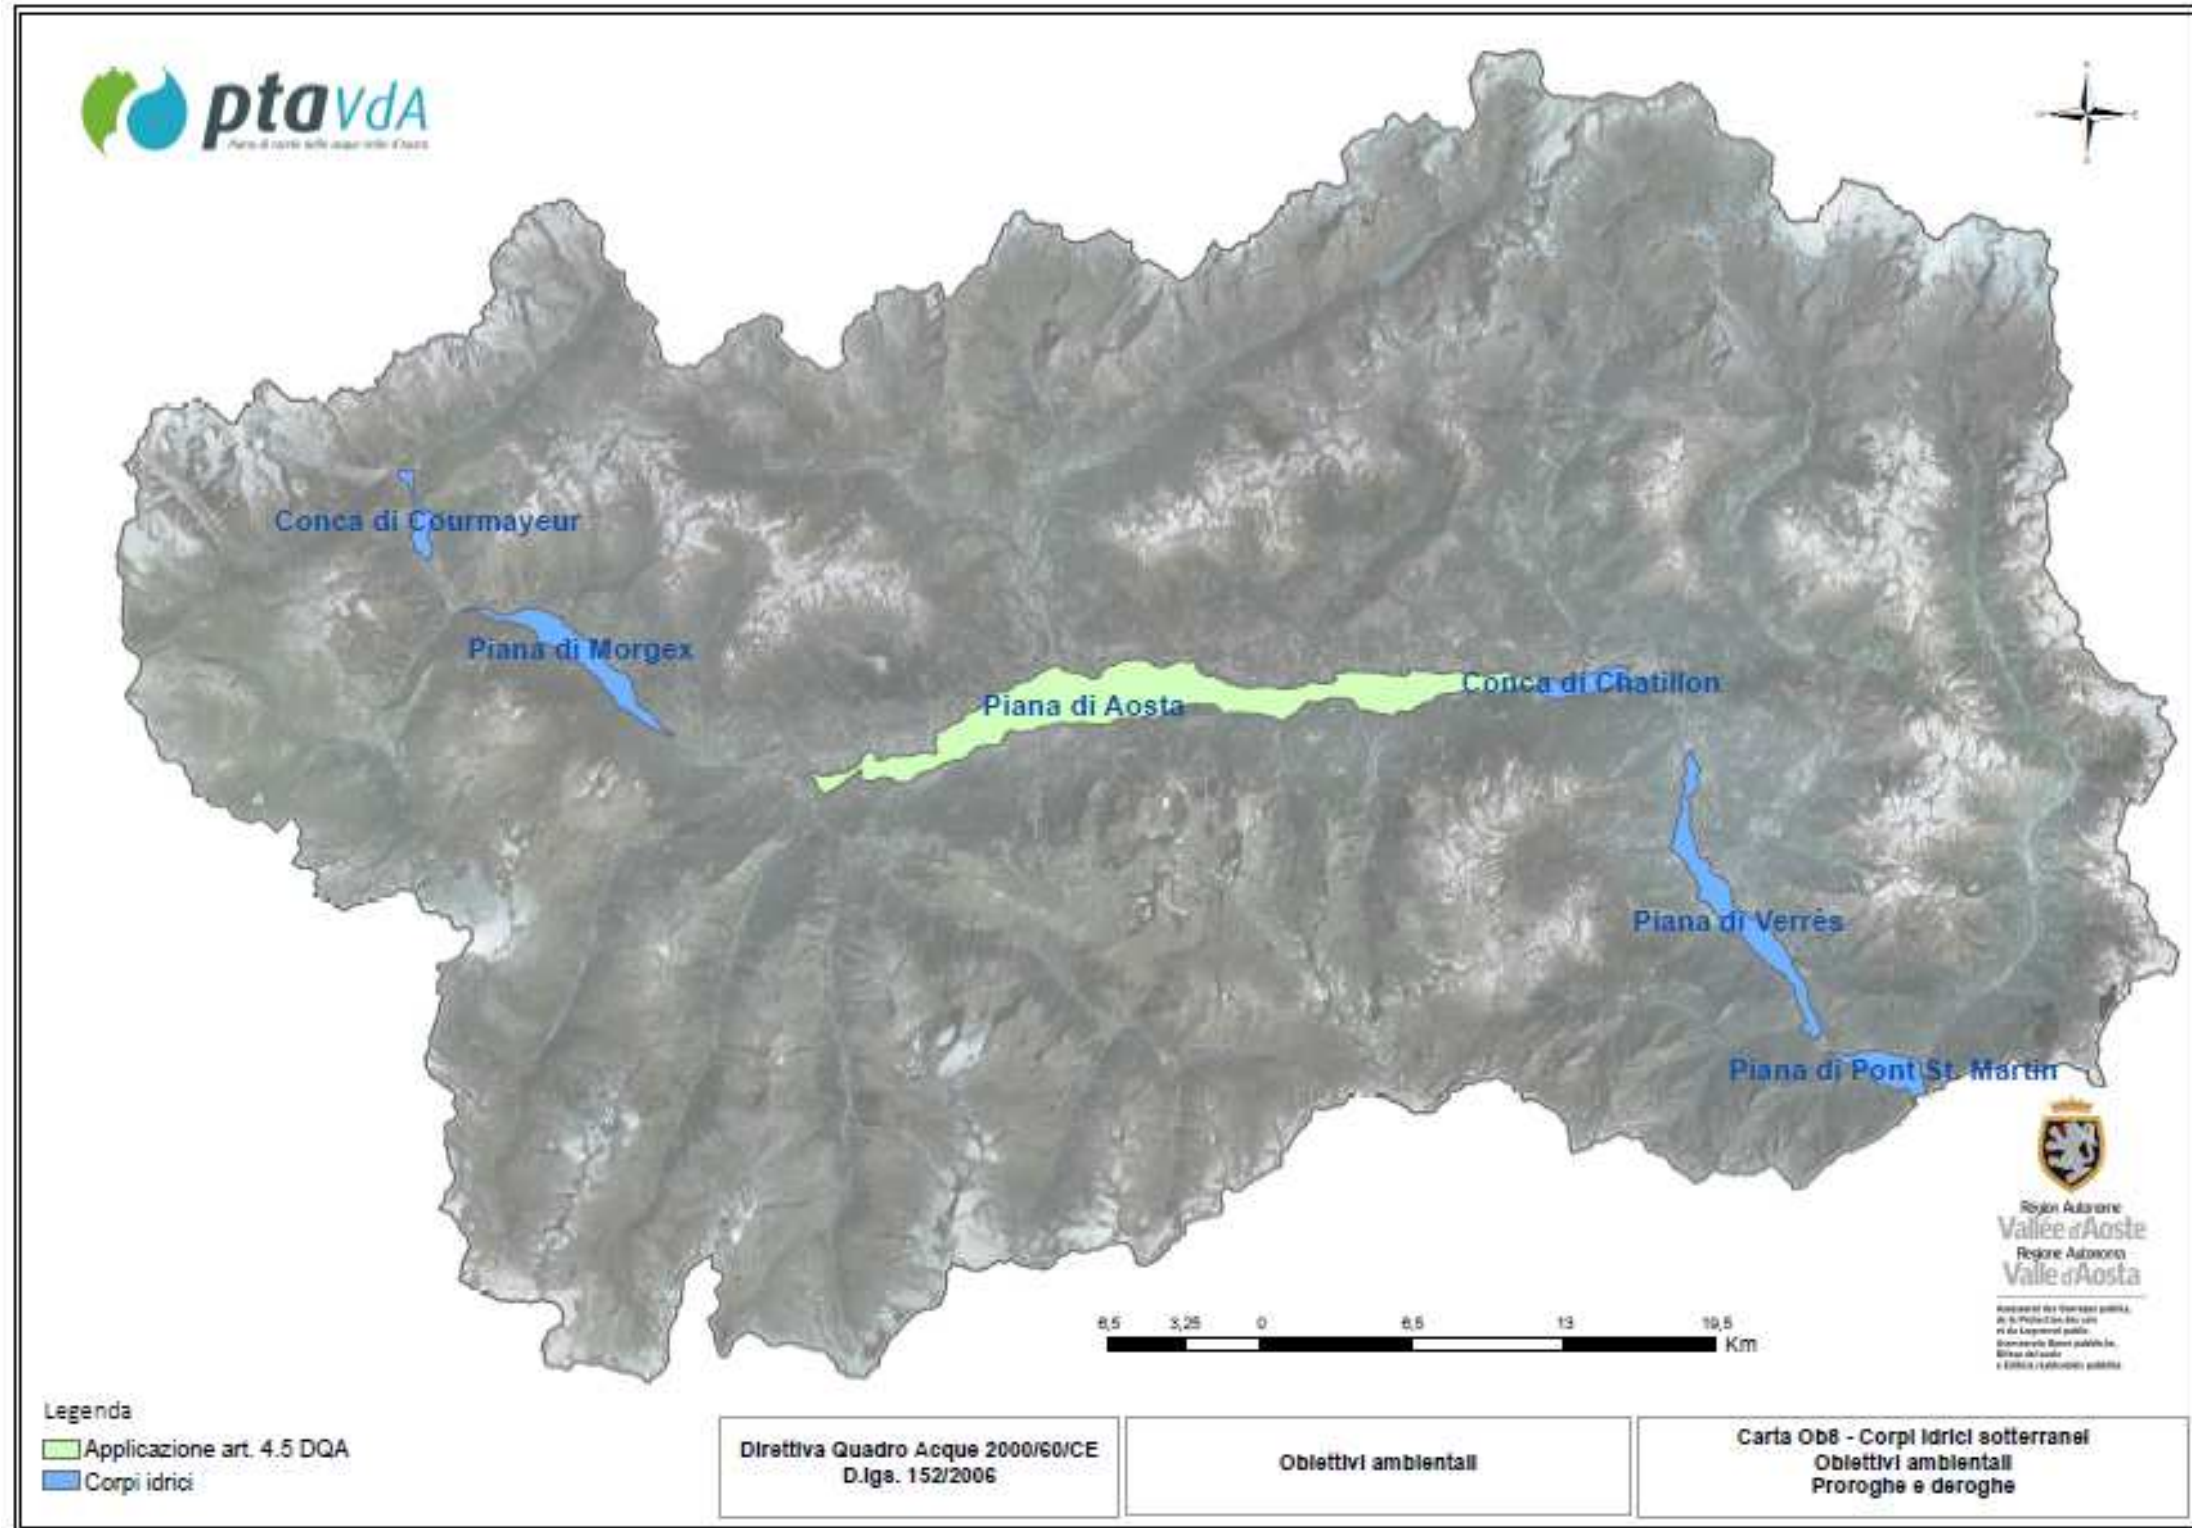 ptaVdA
Conca di Courmayeur
Piana di Morgex
Piana di Aosta
Conca di Chatillon
Piana di Verrès
Piana di Pont St. Martin
Région Autonome
Vallée d'Aoste
Regione Autonoma
Valle d'Aosta
6,5 3,25 0 6,5 13 19,5
Km
Legenda
Applicazione art. 4.5 DQA
Corpi idrici
Direttiva Quadro Acque 2000/60/CE
D.lgs. 152/2006
Obiettivi ambientali
Carta Ob8 - Corpi idrici sotterranei
Obiettivi ambientali
Proroghe e deroghe